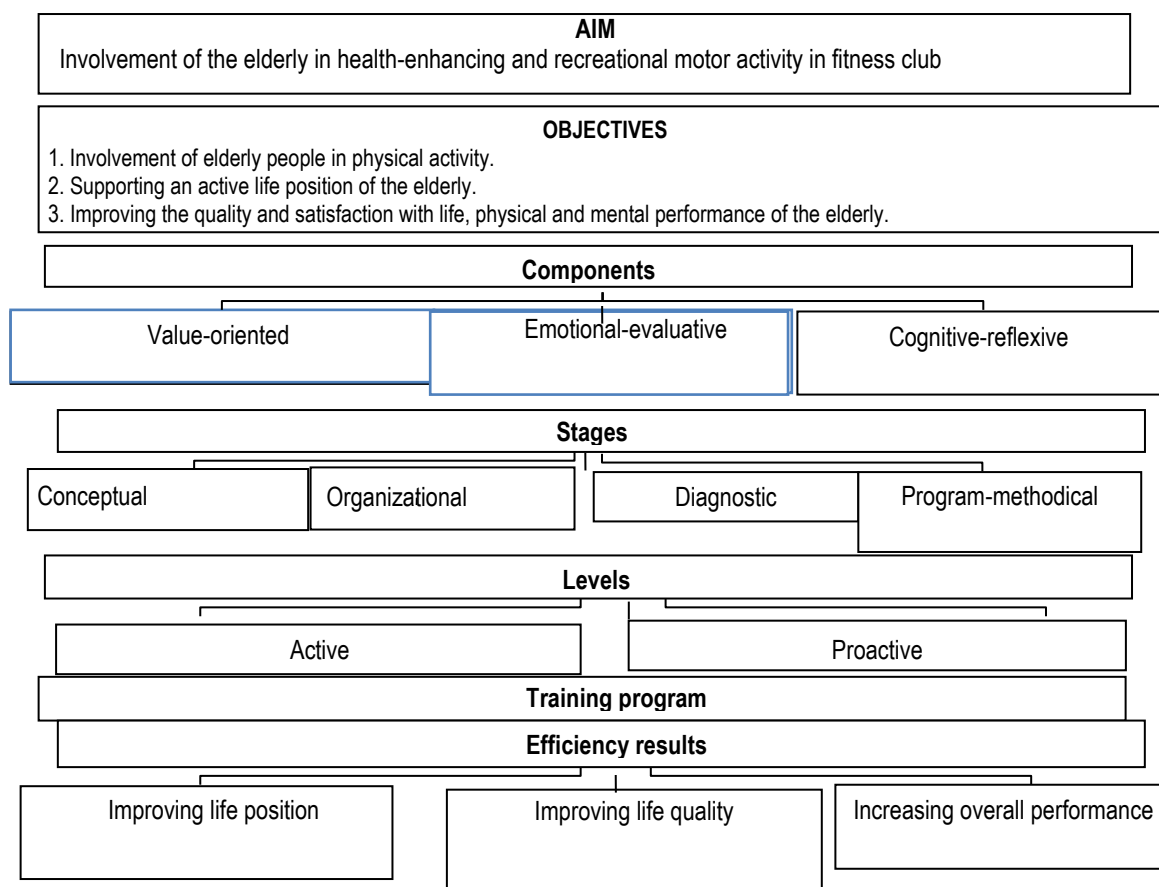 AIM
Involvement of the elderly in health-enhancing and recreational motor activity in fitness club
OBJECTIVES
1. Involvement of elderly people in physical activity.
2. Supporting an active life position of the elderly.
3. Improving the quality and satisfaction with life, physical and mental performance of the elderly.
Components
Value-oriented
Emotional-evaluative
Cognitive-reflexive
Stages
Conceptual
Organizational
Diagnostic
Program-methodical
Levels
Active
Proactive
Training program
Efficiency results
Improving life position
Improving life quality
Increasing overall performance